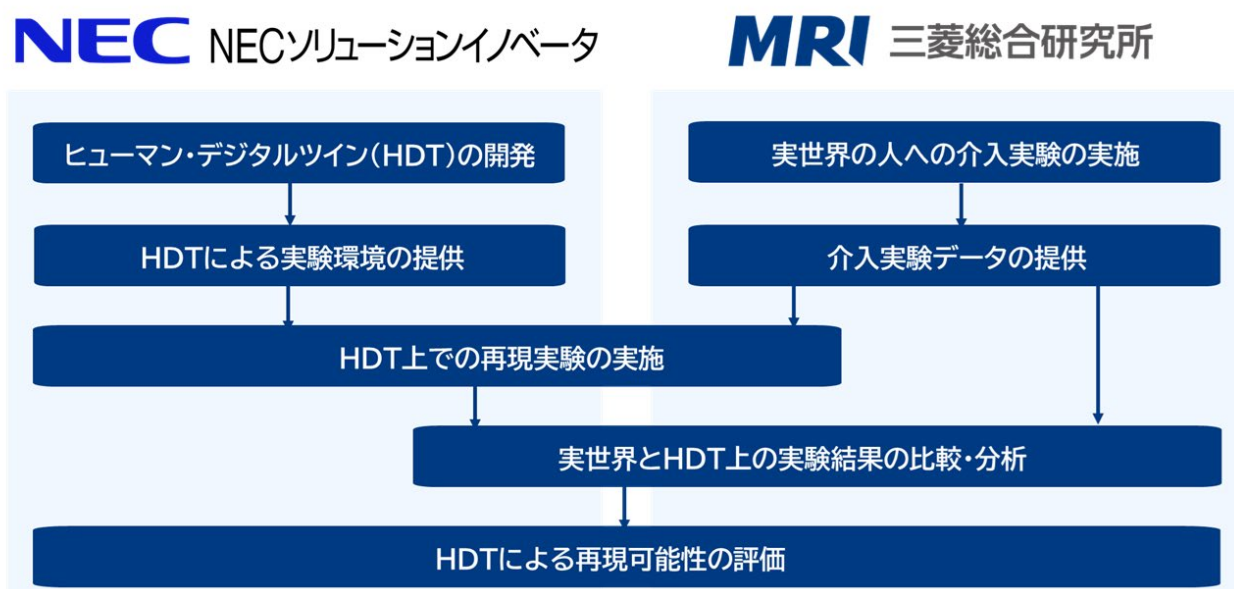 NEC NECソリューションイノベータ
MRI 三菱総合研究所
ヒューマン・デジタルツイン(HDT)の開発
実世界の人への介入実験の実施
HDTによる実験環境の提供
介入実験データの提供
HDT上での再現実験の実施
実世界とHDT上の実験結果の比較・分析
HDTによる再現可能性の評価